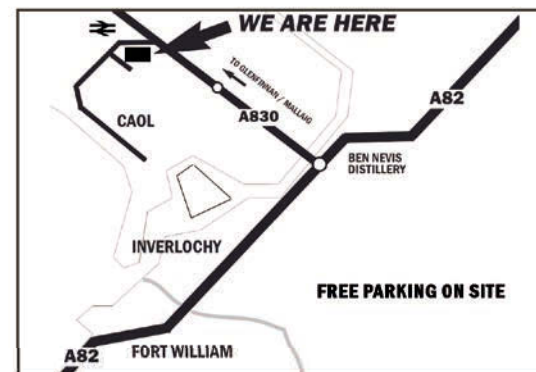 WE ARE HERE
TO GLENFINNAN / MALLAIG
A830
A82
CAOL
BEN NEVIS
DISTILLERY
INVERLOCHY
FREE PARKING ON SITE
A82
FORT WILLIAM